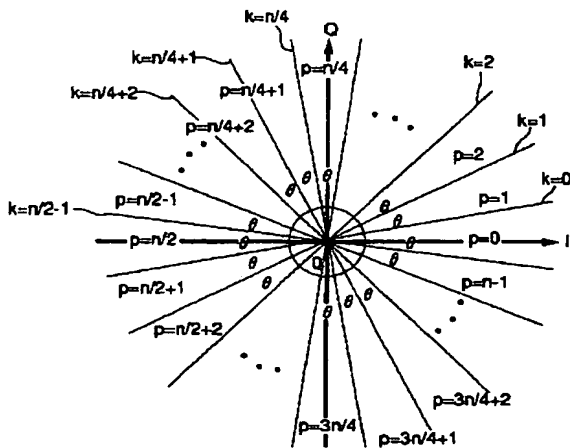 k=n/4
Q
k=n/4+1
p=n/4
k=2
k=n/4+2
p=n/4+1
k=1
p=n/4+2
p=2
θ θ θ
θ
θ
k=0
p=n/2-1
p=1
k=n/2-1
θ
θ
p=n/2
θ
θ
p=0
I
0
p=n/2+1
θ
θ
p=n-1
p=n/2+2
θ
θ
θ θ
θ
p=3n/4+2
p=3n/4
p=3n/4+1